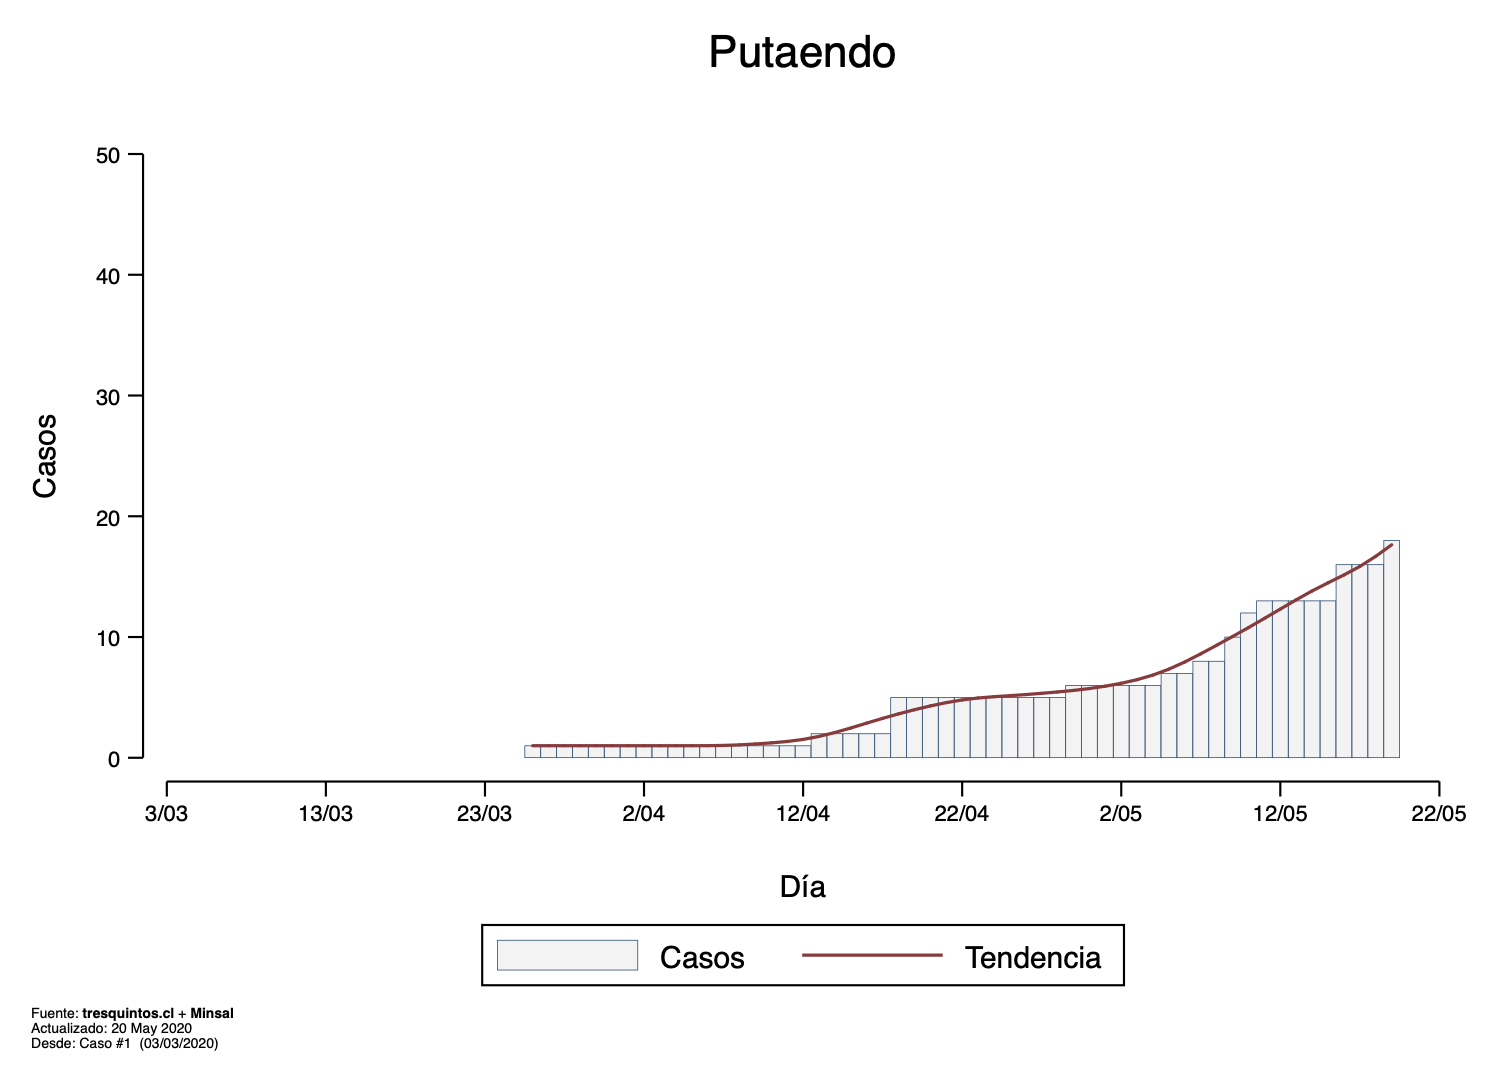 Putaendo
50
40
30
20
10
0
Casos
3/03 13/03 23/03 2/04 12/04 22/04 2/05 12/05 22/05
Día
Casos Tendencia
Fuente: tresquintos.cl + Minsal
Actualizado: 20 May 2020
Desde: Caso #1 (03/03/2020)